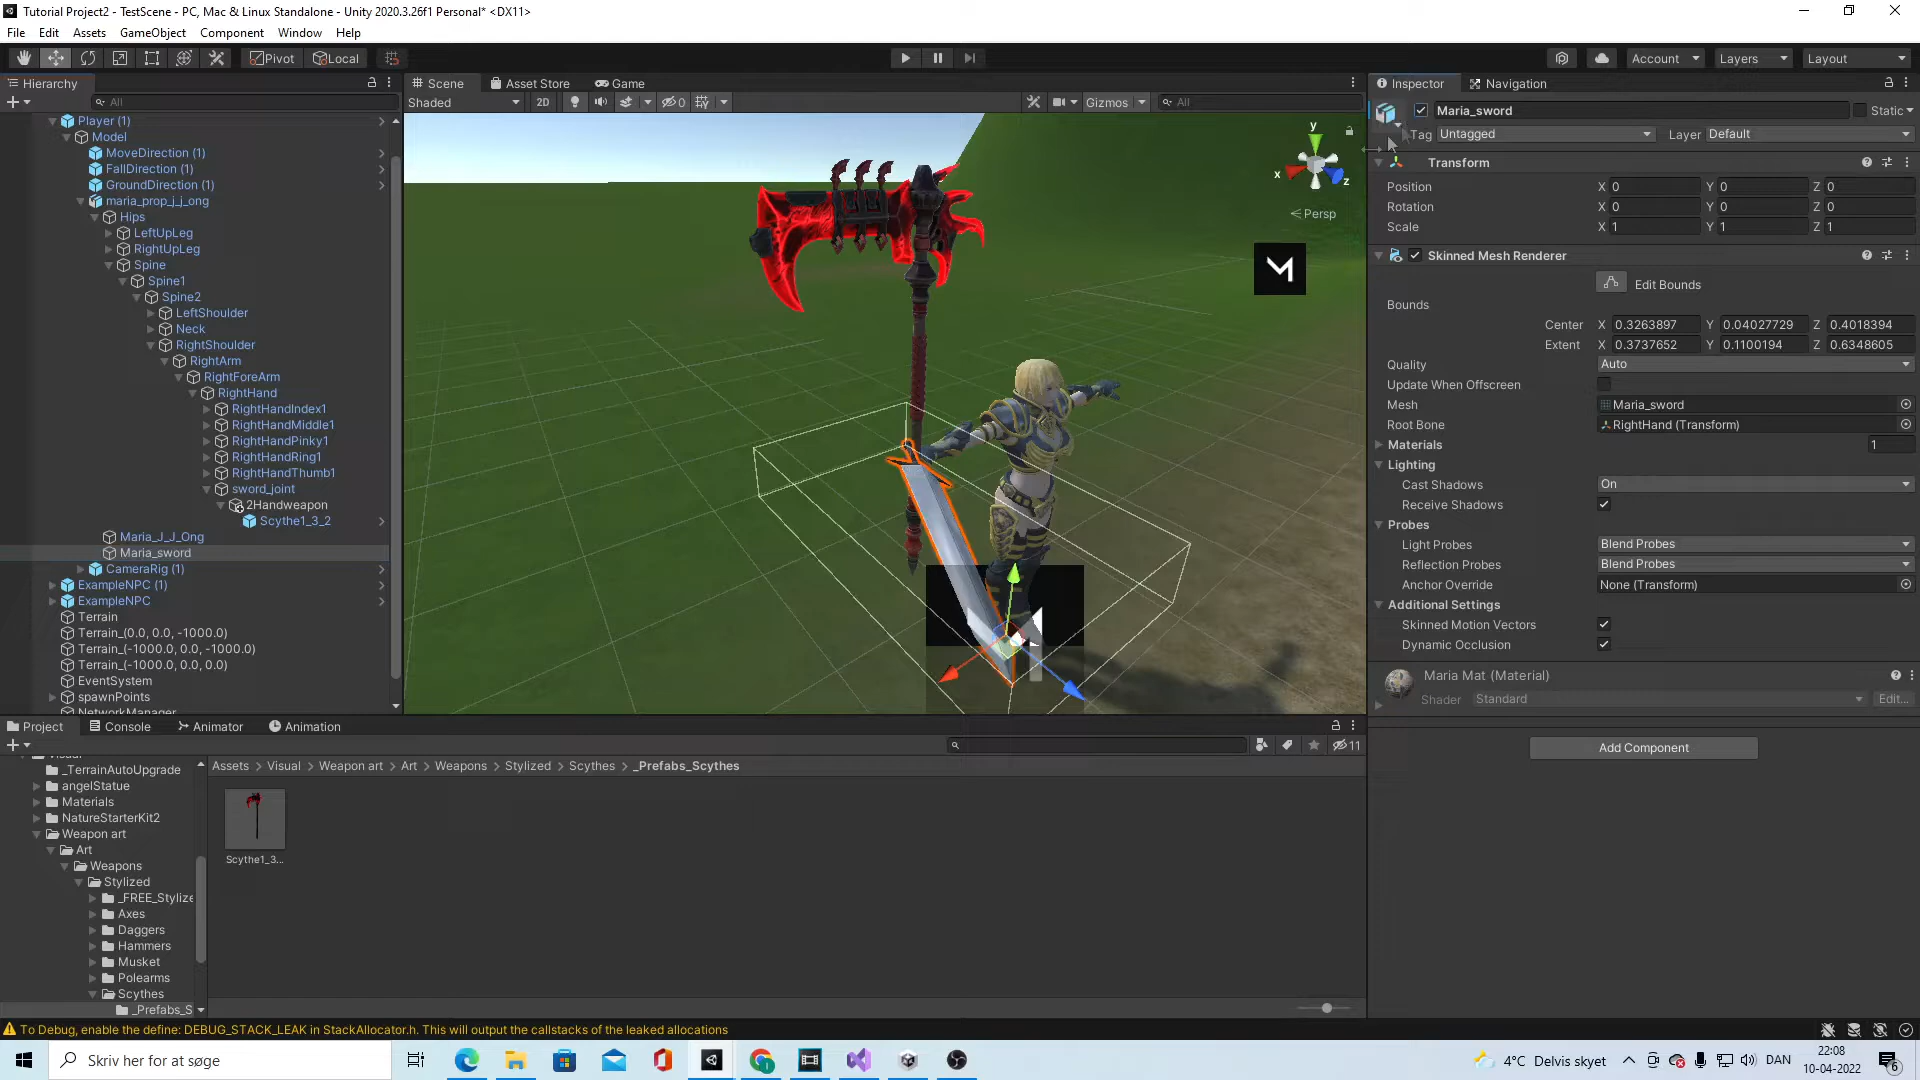 Tutorial Project2 - TestScene - PC, Mac & Linux Standalone - Unity 2020.3.26f1 Personal* <DX11>
File Edit Assets GameObject Component Window Help
Pivot Local Account Layers Layout
Hierarchy
All
Player (1)
Model
MoveDirection (1)
FallDirection (1)
GroundDirection (1)
maria_prop_j_j_ong
Hips
LeftUpLeg
RightUpLeg
Spine
Spine1
Spine2
LeftShoulder
Neck
RightShoulder
RightArm
RightForeArm
RightHand
RightHandIndex1
RightHandMiddle1
RightHandPinky1
RightHandRing1
RightHandThumb1
sword_joint
2Handweapon
Scythe1_3_2
Maria_J_J_Ong
Maria_sword
CameraRig (1)
ExampleNPC (1)
ExampleNPC
Terrain
Terrain_(0.0, 0.0, -1000.0)
Terrain_(-1000.0, 0.0, -1000.0)
Terrain_(-1000.0, 0.0, 0.0)
EventSystem
spawnPoints
NetworkManager
Scene Asset Store Game
Shaded 2D 0 Gizmos All
y
x z
Persp
Inspector Navigation
Maria_sword Static
Tag Untagged Layer Default
Transform
Position X 0 Y 0 Z 0
Rotation X 0 Y 0 Z 0
Scale X 1 Y 1 Z 1
Skinned Mesh Renderer
Edit Bounds
Bounds
Center X 0.3263897 Y 0.04027729 Z 0.4018394
Extent X 0.3737652 Y 0.1100194 Z 0.6348605
Quality Auto
Update When Offscreen
Mesh Maria_sword
Root Bone RightHand (Transform)
Materials 1
Lighting
Cast Shadows On
Receive Shadows
Probes
Light Probes Blend Probes
Reflection Probes Blend Probes
Anchor Override None (Transform)
Additional Settings
Skinned Motion Vectors
Dynamic Occlusion
Maria Mat (Material)
Shader Standard Edit...
Add Component
Project Console Animator Animation
11
_TerrainAutoUpgrade
angelStatue
Materials
NatureStarterKit2
Weapon art
Art
Weapons
Stylized
_FREE_Stylize
Axes
Daggers
Hammers
Musket
Polearms
Scythes
_Prefabs_S
Assets > Visual > Weapon art > Art > Weapons > Stylized > Scythes > _Prefabs_Scythes
Scythe1_3...
To Debug, enable the define: DEBUG_STACK_LEAK in StackAllocator.h. This will output the callstacks of the leaked allocations
Skriv her for at søge
4°C Delvis skyet
DAN
22:08
10-04-2022
6